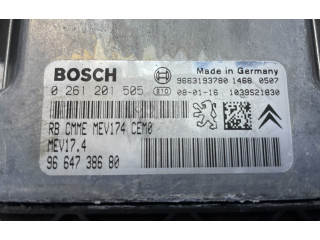 BOSCH
Made in Germany
9663193780 1468 0507
0 261 201 505 010 08-01-16 1039S21830
RB CMME MEV174 CEM0
MEV17.4
96 647 386 80